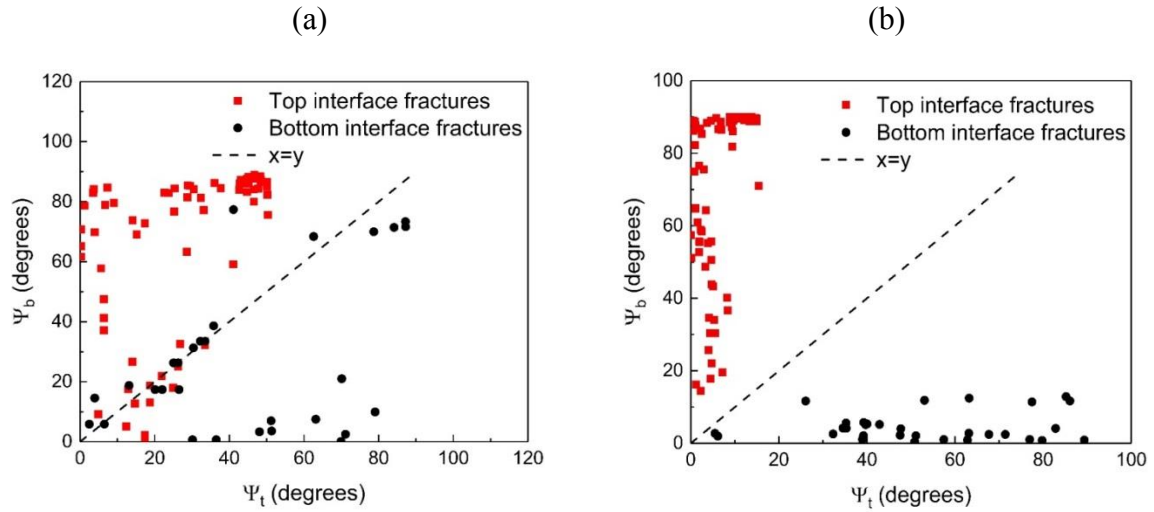 (a)
120
100
80
60
40
20
0
0 20 40 60 80 100 120
Ψb (degrees)
Ψt (degrees)
Top interface fractures
Bottom interface fractures
x=y
(b)
100
80
60
40
20
0
0 20 40 60 80 100
Ψb (degrees)
Ψt (degrees)
Top interface fractures
Bottom interface fractures
x=y